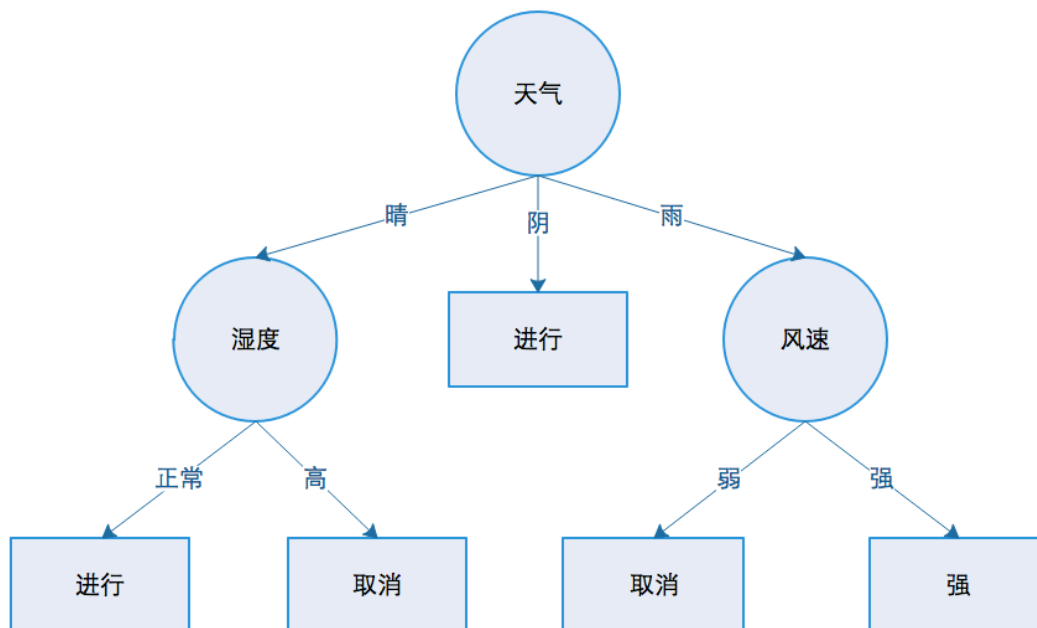 天气
晴
阴
雨
湿度
进行
风速
正常
高
弱
强
进行
取消
取消
强